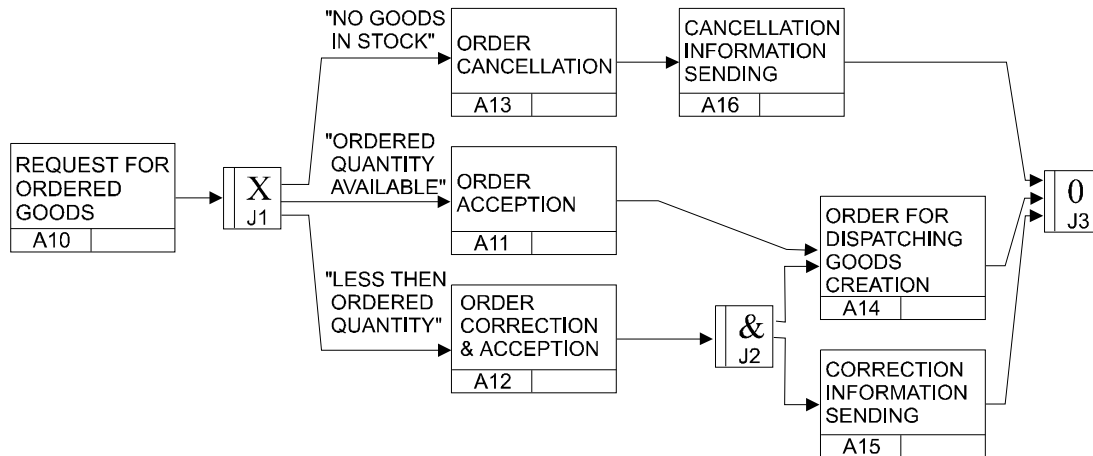 "NO GOODS
IN STOCK"
ORDER
CANCELLATION
A13
CANCELLATION
INFORMATION
SENDING
A16
REQUEST FOR
ORDERED
GOODS
A10
X
J1
"ORDERED
QUANTITY
AVAILABLE"
ORDER
ACCEPTION
A11
"LESS THEN
ORDERED
QUANTITY"
ORDER
CORRECTION
& ACCEPTION
A12
&
J2
ORDER FOR
DISPATCHING
GOODS
CREATION
A14
CORRECTION
INFORMATION
SENDING
A15
0
J3